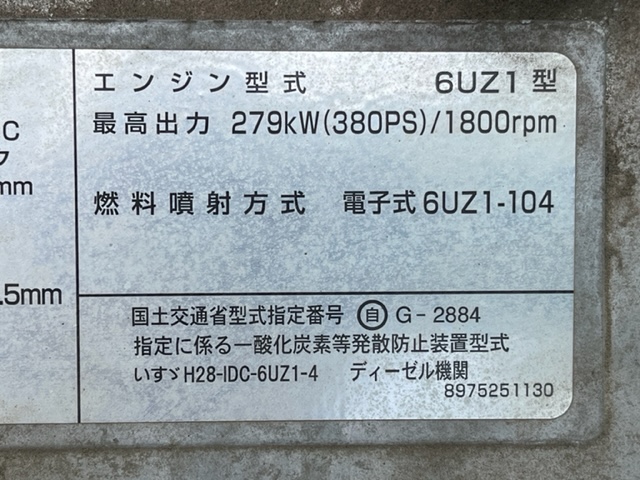 エンジン型式 6UZ1型
C
最高出力 279kW(380PS)/1800rpm
mm
燃料噴射方式 電子式6UZ1-104
.5mm
国土交通省型式指定番号 自 G-2884
指定に係る一酸化炭素等発散防止装置型式
いすゞH28-IDC-6UZ1-4 ディーゼル機関
8975251130